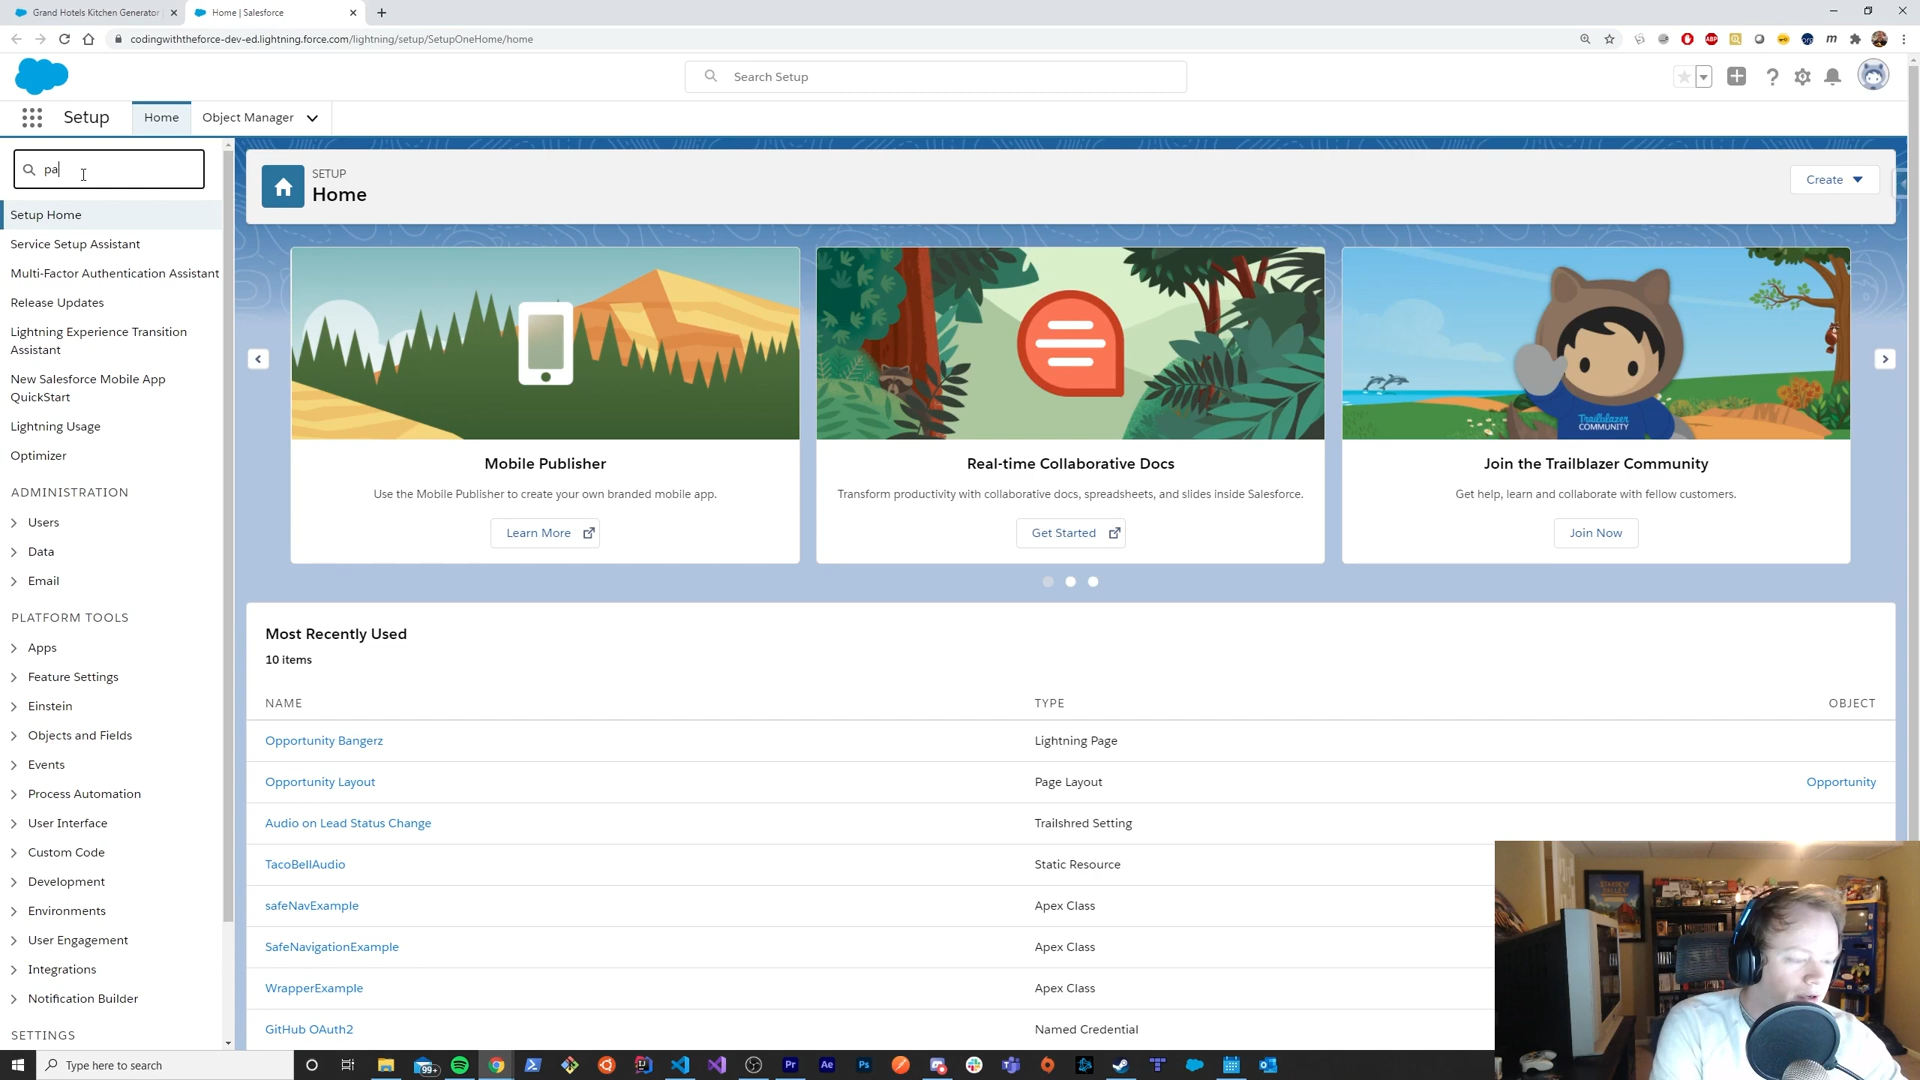 Grand Hotels Kitchen Generator
Home | Salesforce
codingwiththeforce-dev-ed.lightning.force.com/lightning/setup/SetupOneHome/home
ABP
m
Search Setup
Setup
Home
Object Manager
pa
Setup Home
Service Setup Assistant
Multi-Factor Authentication Assistant
Release Updates
Lightning Experience Transition
Assistant
New Salesforce Mobile App
QuickStart
Lightning Usage
Optimizer
ADMINISTRATION
Users
Data
Email
PLATFORM TOOLS
Apps
Feature Settings
Einstein
Objects and Fields
Events
Process Automation
User Interface
Custom Code
Development
Environments
User Engagement
Integrations
Notification Builder
SETTINGS
SETUP
Home
Create
Mobile Publisher
Use the Mobile Publisher to create your own branded mobile app.
Learn More
Real-time Collaborative Docs
Transform productivity with collaborative docs, spreadsheets, and slides inside Salesforce.
Get Started
Trailblazer
COMMUNITY
Join the Trailblazer Community
Get help, learn and collaborate with fellow customers.
Join Now
Most Recently Used
10 items
NAME TYPE OBJECT
Opportunity Bangerz Lightning Page
Opportunity Layout Page Layout Opportunity
Audio on Lead Status Change Trailshred Setting
TacoBellAudio Static Resource
safeNavExample Apex Class
SafeNavigationExample Apex Class
WrapperExample Apex Class
GitHub OAuth2 Named Credential
STARDEW
VALLEY
Type here to search
99+
Pr
Ae
Ps